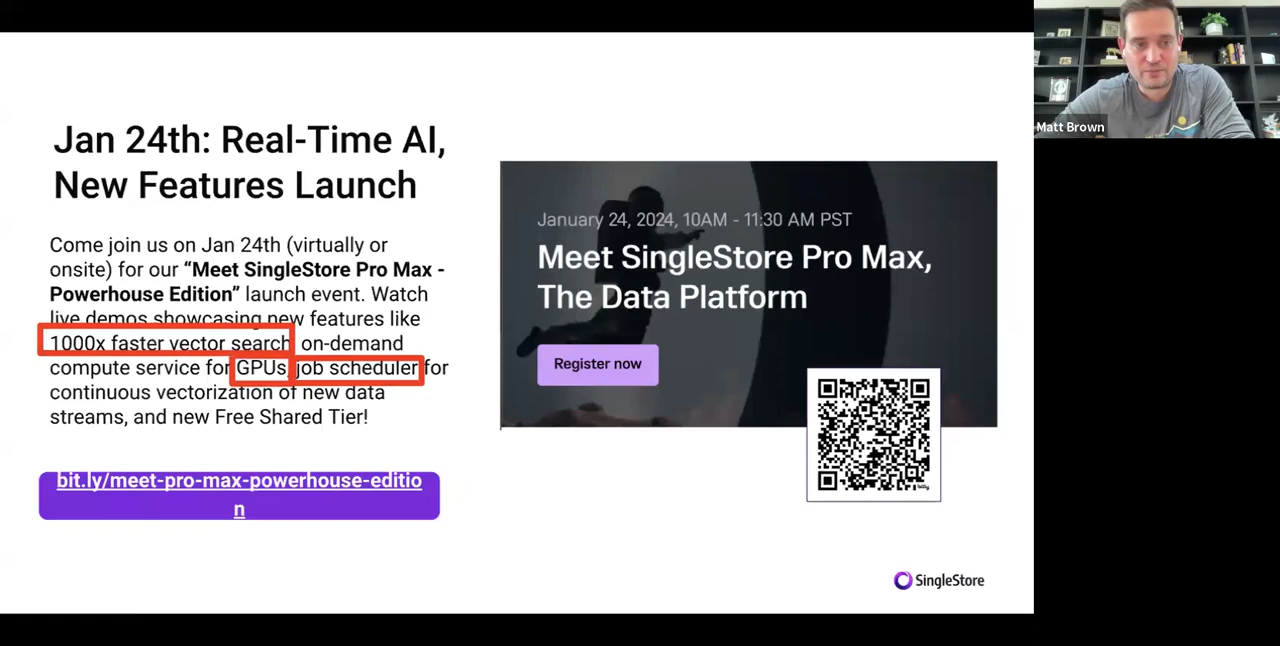 Jan 24th: Real-Time AI,
New Features Launch
Come join us on Jan 24th (virtually or
onsite) for our “Meet SingleStore Pro Max -
Powerhouse Edition” launch event. Watch
live demos showcasing new features like
1000x faster vector search, on-demand
compute service for GPUs, job scheduler for
continuous vectorization of new data
streams, and new Free Shared Tier!
bit.ly/meet-pro-max-powerhouse-editio
n
January 24, 2024, 10AM - 11:30 AM PST
Meet SingleStore Pro Max,
The Data Platform
Register now
bitly
SingleStore
Matt Brown